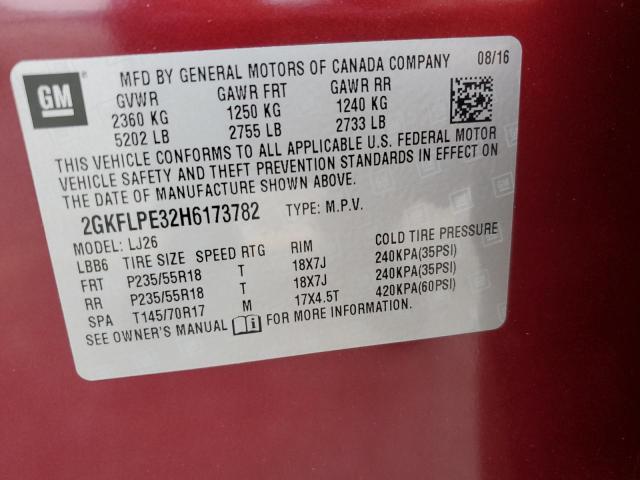 GM
MFD BY GENERAL MOTORS OF CANADA COMPANY 08/16
GVWR GAWR FRT GAWR RR
2360 KG 1250 KG 1240 KG
5202 LB 2755 LB 2733 LB
THIS VEHICLE CONFORMS TO ALL APPLICABLE U.S. FEDERAL MOTOR
VEHICLE SAFETY AND THEFT PREVENTION STANDARDS IN EFFECT ON
THE DATE OF MANUFACTURE SHOWN ABOVE.
2GKFLPE32H6173782 TYPE: M.P.V.
MODEL: LJ26
LBB6 TIRE SIZE SPEED RTG RIM COLD TIRE PRESSURE
FRT P235/55R18 T 18X7J 240KPA(35PSI)
RR P235/55R18 T 18X7J 240KPA(35PSI)
SPA T145/70R17 M 17X4.5T 420KPA(60PSI)
SEE OWNER'S MANUAL FOR MORE INFORMATION.